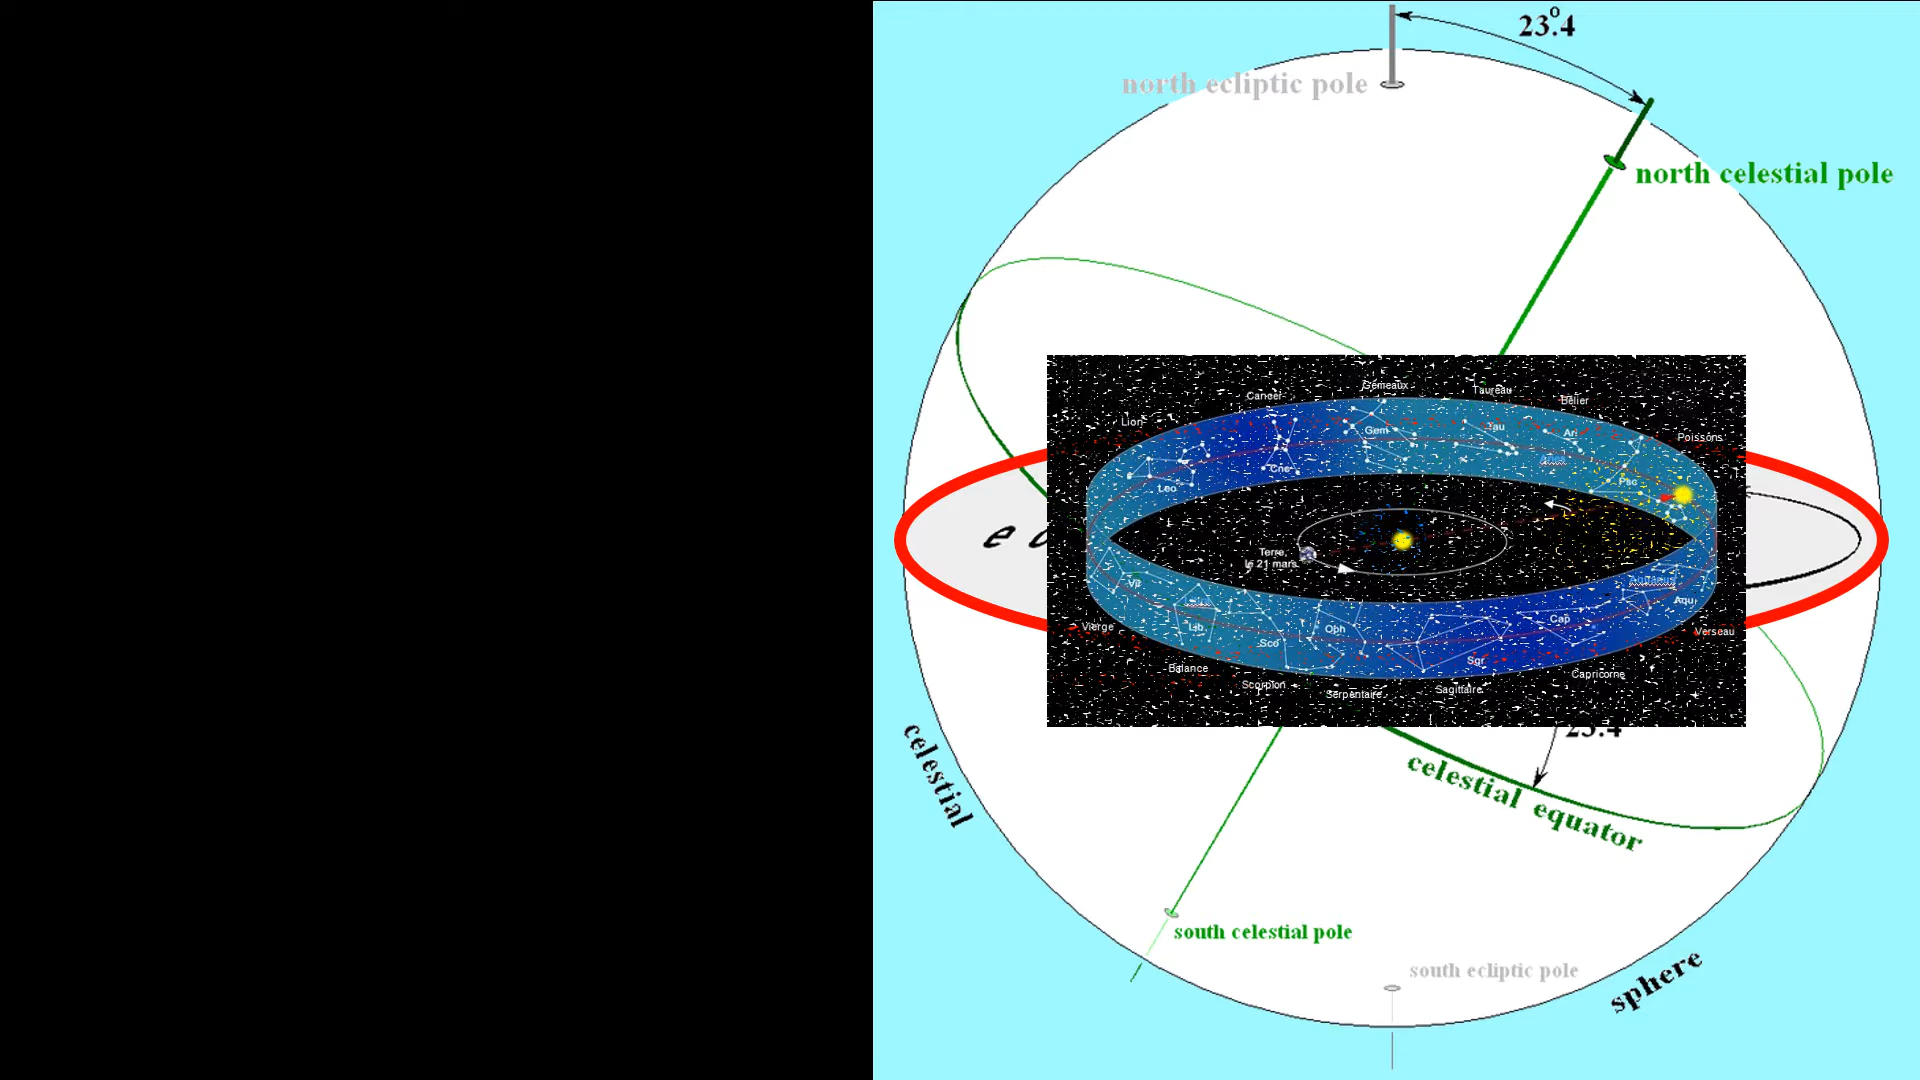 23.4°
north ecliptic pole
north celestial pole
Gémeaux
Taureau
Cancer
Bélier
Lion
Gem
Tau
Ari
Poissons
Cnc
Leo
Psc
e
Terre,
le 21 mars
Vir
Aqu
Vierge
Lib
Oph
Cap
Verseau
Sco
Sgr
Balance
Capricorne
Scorpion
Serpentaire
Sagittaire
23.4
celestial equator
celestial
south celestial pole
south ecliptic pole
sphere